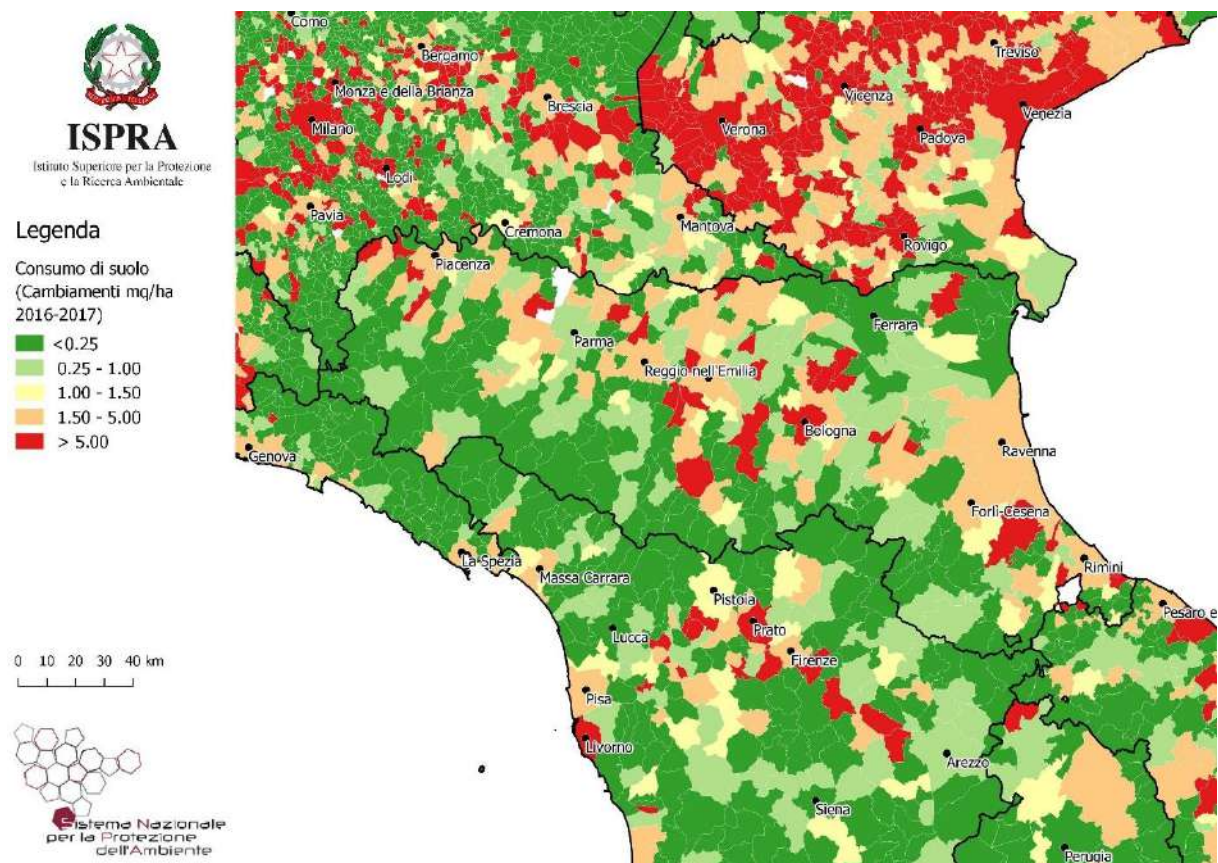 ISPRA
Istituto Superiore per la Protezione
e la Ricerca Ambientale
Legenda
Consumo di suolo
(Cambiamenti mq/ha
2016-2017)
<0.25
0.25 - 1.00
1.00 - 1.50
1.50 - 5.00
> 5.00
0 10 20 30 40 km
Sistema Nazionale
per la Protezione
dell'Ambiente
Como
Bergamo
Monza e della Brianza
Milano
Brescia
Lodi
Pavia
Cremona
Mantova
Piacenza
Verona
Vicenza
Treviso
Padova
Venezia
Rovigo
Parma
Reggio nell'Emilia
Ferrara
Bologna
Ravenna
Genova
Forlì-Cesena
Rimini
La Spezia
Massa Carrara
Pistoia
Pesaro e
Prato
Lucca
Firenze
Pisa
Livorno
Arezzo
Siena
Perugia